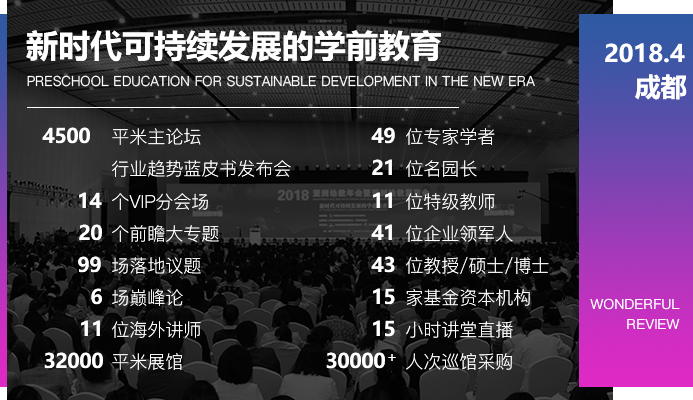 新时代可持续发展的学前教育
PRESCHOOL EDUCATION FOR SUSTAINABLE DEVELOPMENT IN THE NEW ERA
4500 平米主论坛
行业趋势蓝皮书发布会
14 个VIP分会场
20 个前瞻大专题
99 场落地议题
6 场巅峰论
11 位海外讲师
32000 平米展馆
49 位专家学者
21 位名园长
11 位特级教师
41 位企业领军人
43 位教授/硕士/博士
15 家基金资本机构
15 小时讲堂直播
30000+ 人次巡馆采购
2018.4
成都
WONDERFUL
REVIEW